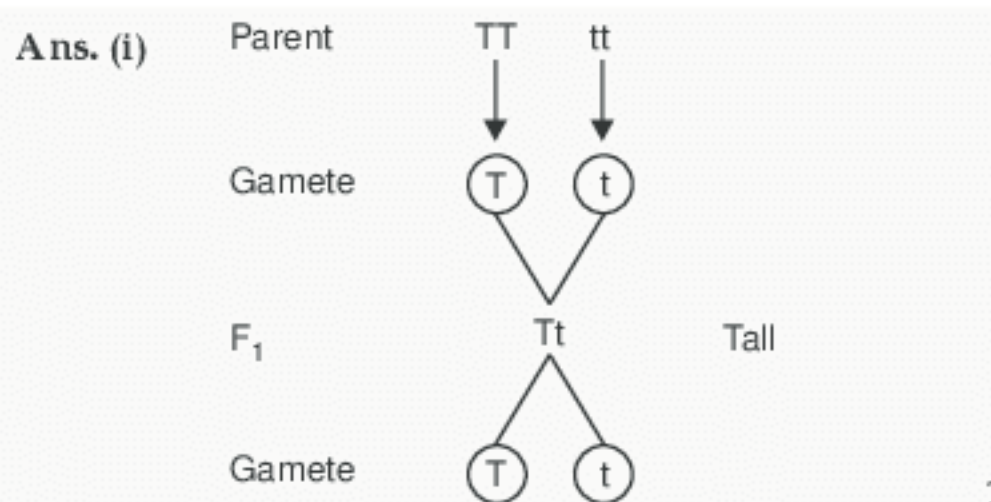 Ans. (i) Parent TT tt
Gamete T t
F₁ Tt Tall
Gamete T t